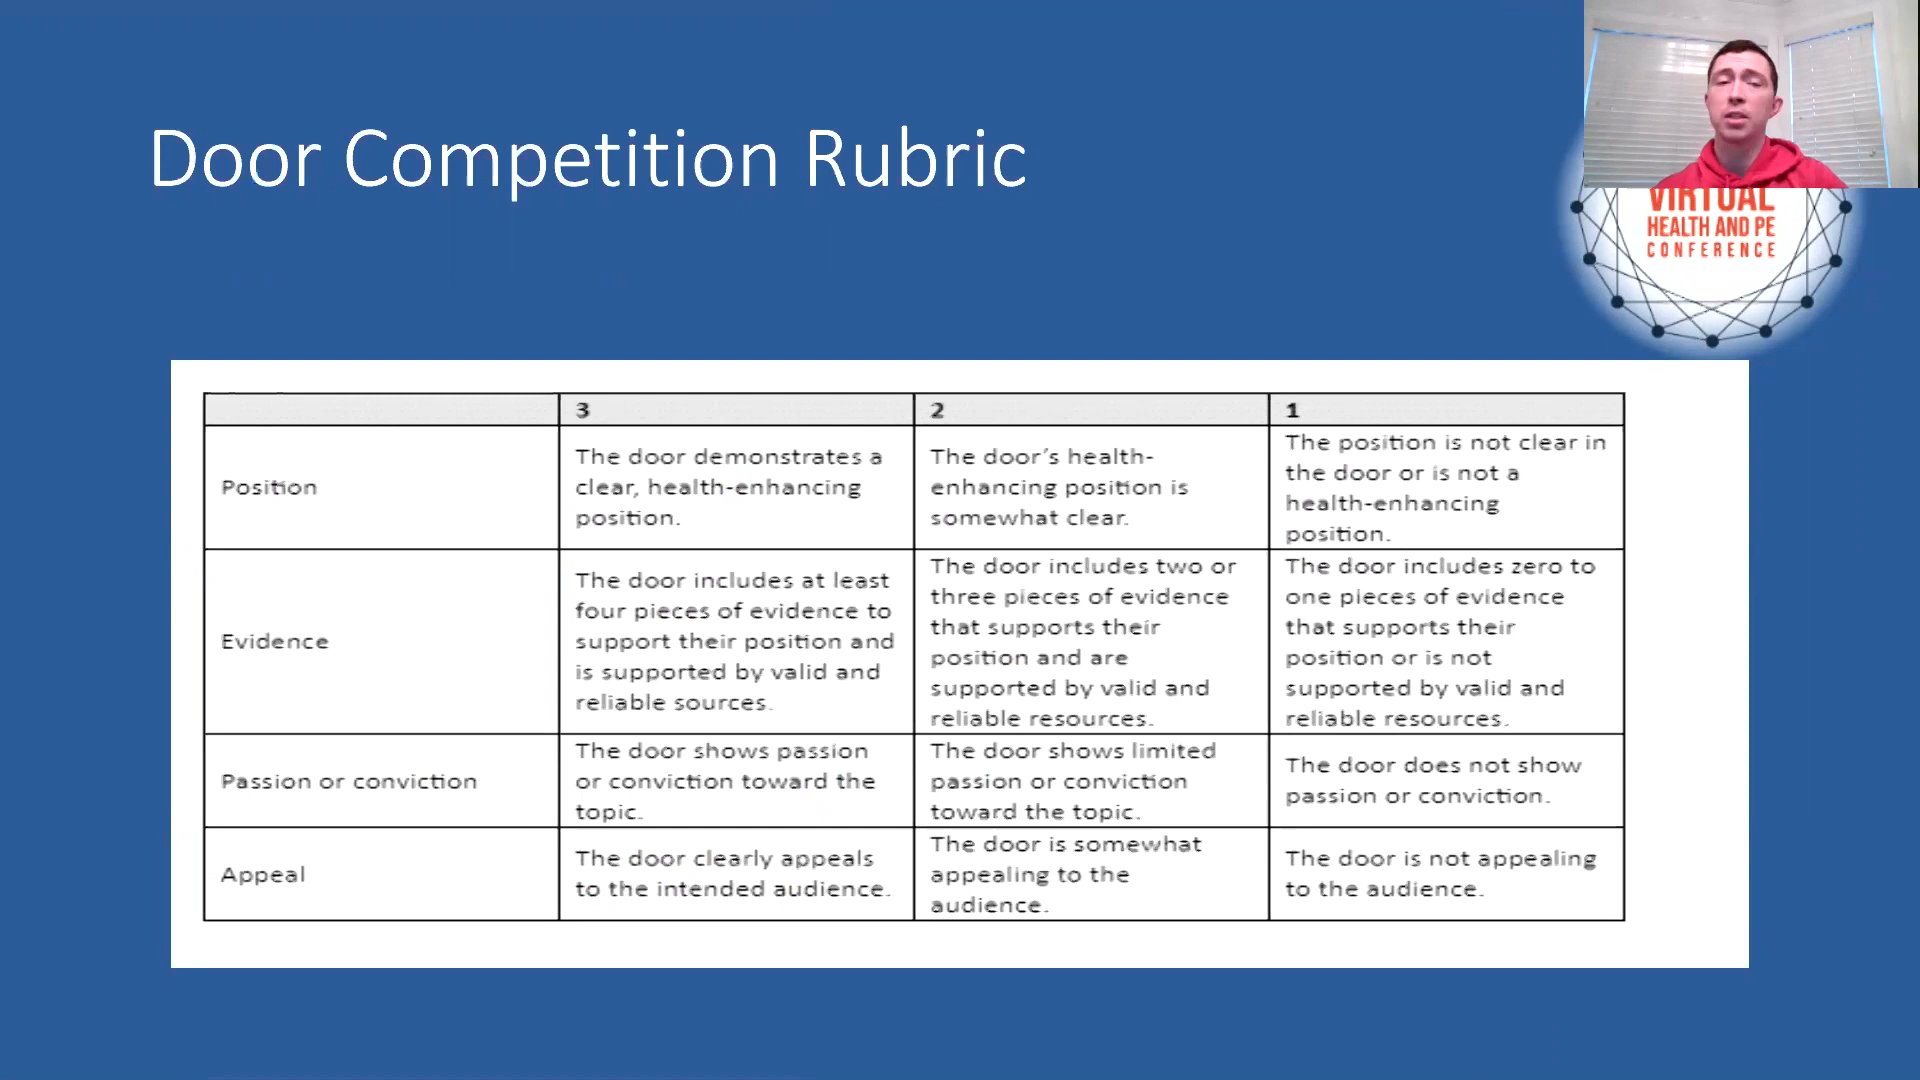 Door Competition Rubric
VIRTUAL
HEALTH AND PE
CONFERENCE
3 2 1
Position
The door demonstrates a
clear, health-enhancing
position.
The door’s health-
enhancing position is
somewhat clear.
The position is not clear in
the door or is not a
health-enhancing
position.
Evidence
The door includes at least
four pieces of evidence to
support their position and
is supported by valid and
reliable sources.
The door includes two or
three pieces of evidence
that supports their
position and are
supported by valid and
reliable resources.
The door includes zero to
one pieces of evidence
that supports their
position or is not
supported by valid and
reliable resources.
Passion or conviction
The door shows passion
or conviction toward the
topic.
The door shows limited
passion or conviction
toward the topic.
The door does not show
passion or conviction.
Appeal
The door clearly appeals
to the intended audience.
The door is somewhat
appealing to the
audience.
The door is not appealing
to the audience.